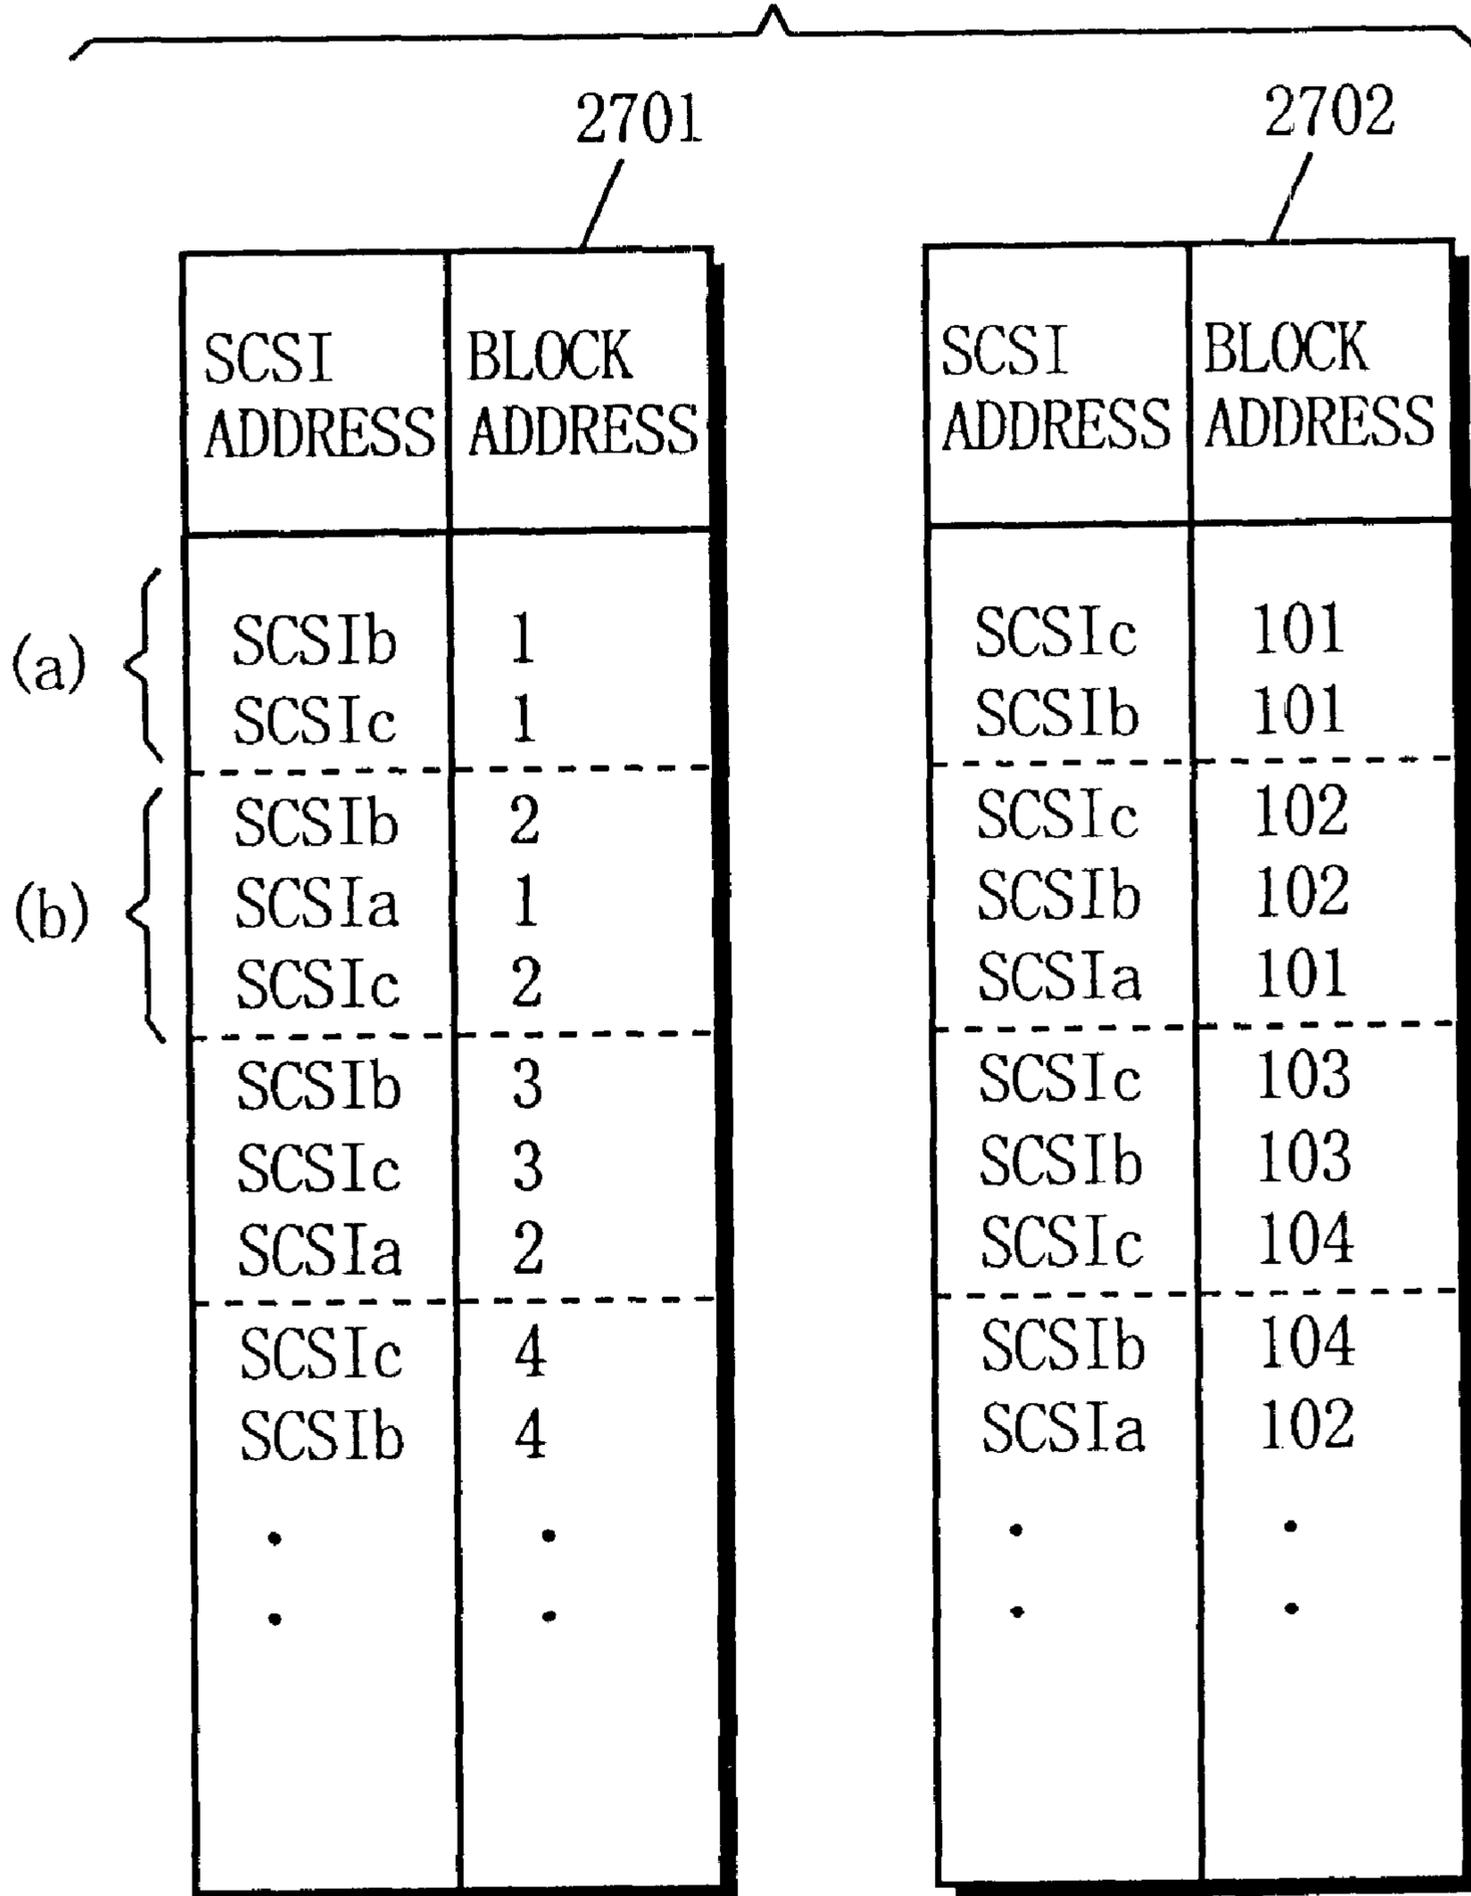 2701
2702
SCSI ADDRESS BLOCK ADDRESS
SCSI ADDRESS BLOCK ADDRESS
(a)
SCSIb 1
SCSIc 1
(b)
SCSIb 2
SCSIa 1
SCSIc 2
SCSIb 3
SCSIc 3
SCSIa 2
SCSIc 4
SCSIb 4
SCSIc 101
SCSIb 101
SCSIc 102
SCSIb 102
SCSIa 101
SCSIc 103
SCSIb 103
SCSIc 104
SCSIb 104
SCSIa 102